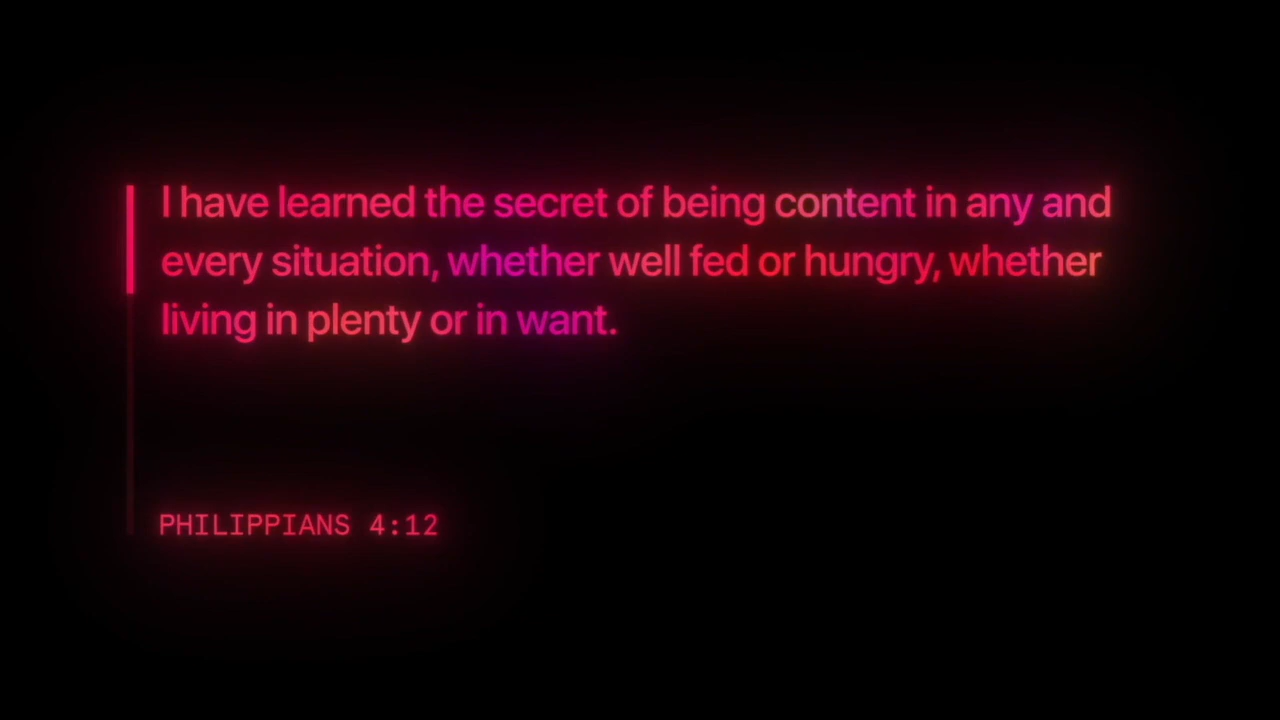 I have learned the secret of being content in any and
every situation, whether well fed or hungry, whether
living in plenty or in want.
PHILIPPIANS 4:12